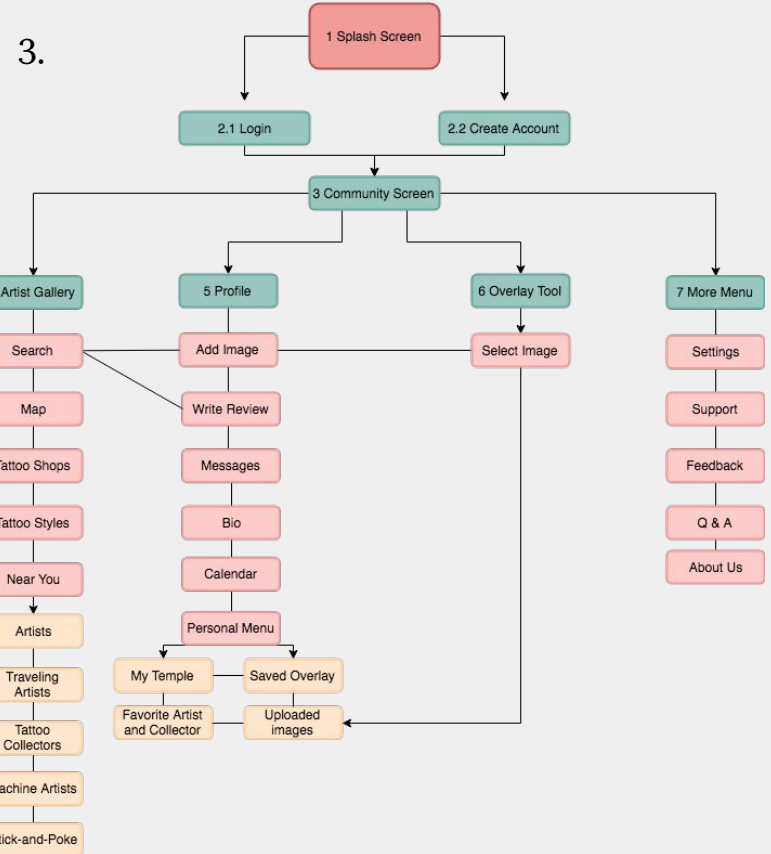 3.
1 Splash Screen
2.1 Login
2.2 Create Account
3 Community Screen
Artist Gallery
5 Profile
6 Overlay Tool
7 More Menu
Search
Add Image
Select Image
Settings
Map
Write Review
Support
Tattoo Shops
Messages
Feedback
Tattoo Styles
Bio
Q & A
Near You
Calendar
About Us
Artists
Personal Menu
Traveling
Artists
My Temple
Saved Overlay
Favorite Artist
and Collector
Uploaded
images
Tattoo
Collectors
Artists